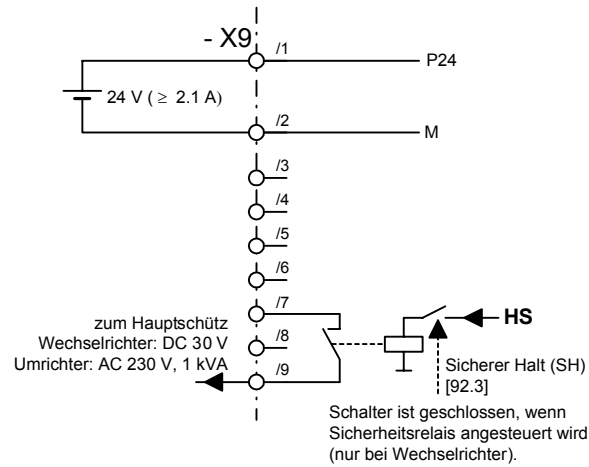 - X9
/1
P24
24 V ( ≥ 2.1 A)
/2
M
/3
/4
/5
/6
/7
zum Hauptschütz
Wechselrichter: DC 30 V
Umrichter: AC 230 V, 1 kVA
/8
/9
HS
Sicherer Halt (SH)
[92.3]
Schalter ist geschlossen, wenn
Sicherheitsrelais angesteuert wird
(nur bei Wechselrichter).